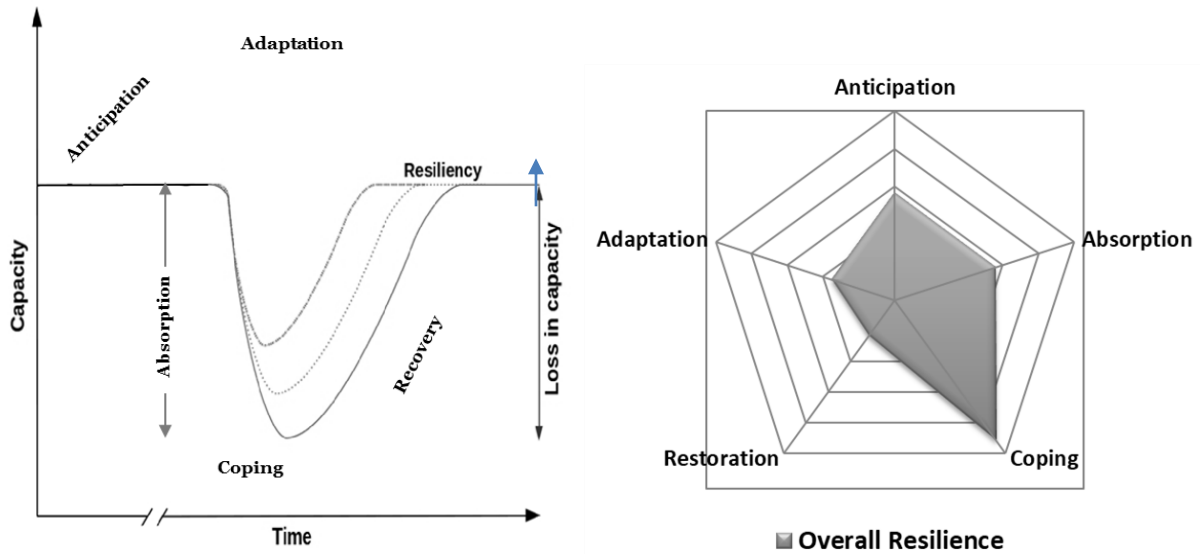 Adaptation
Anticipation
Resiliency
Capacity
Absorption
Recovery
Loss in capacity
Coping
Time
Anticipation
Adaptation
Absorption
Restoration
Coping
Overall Resilience